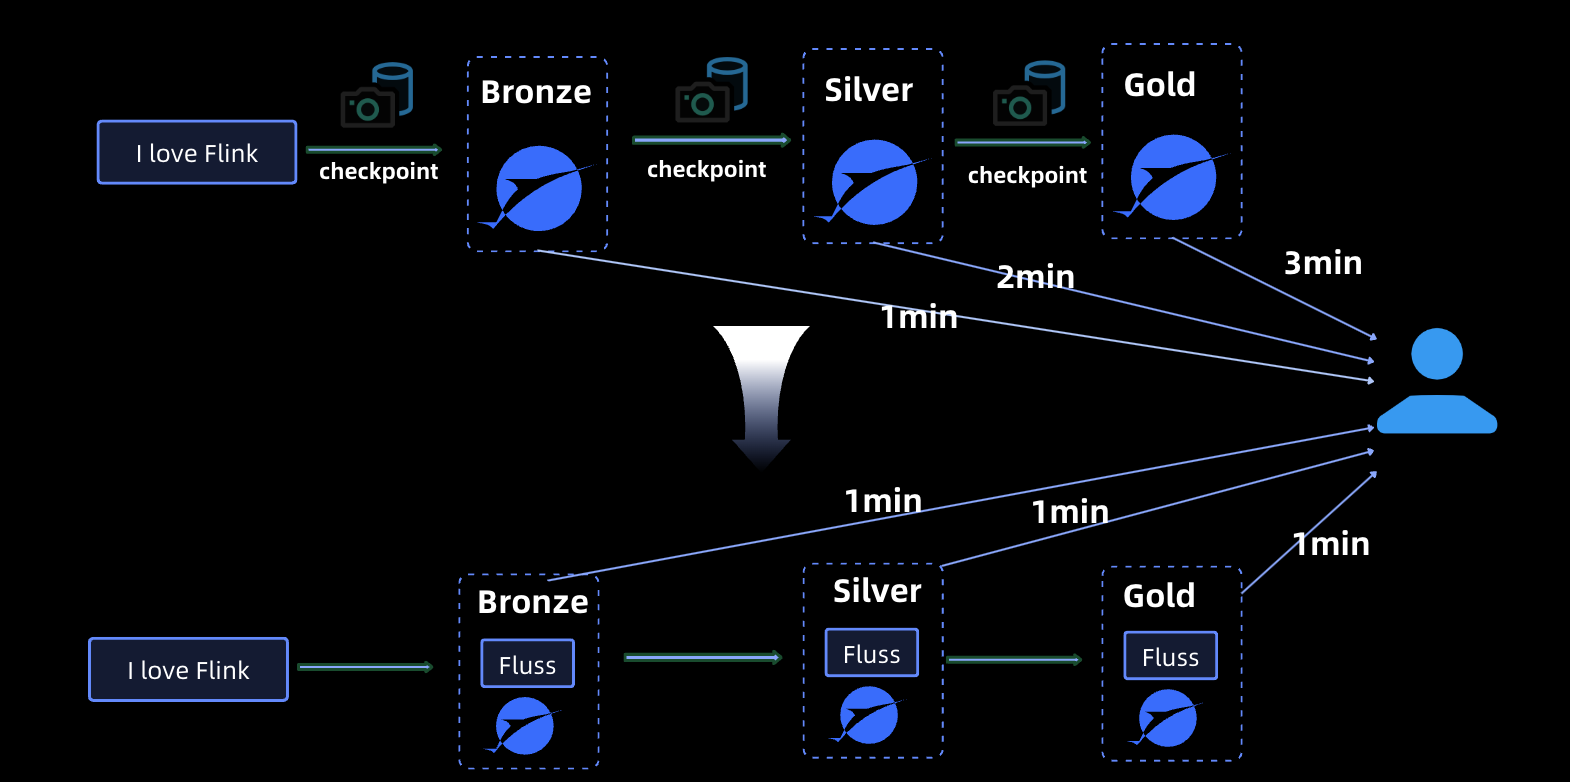 Bronze
Silver
Gold
I love Flink
checkpoint
checkpoint
checkpoint
3min
2min
1min
1min
1min
1min
Bronze
Silver
Gold
I love Flink
Fluss
Fluss
Fluss